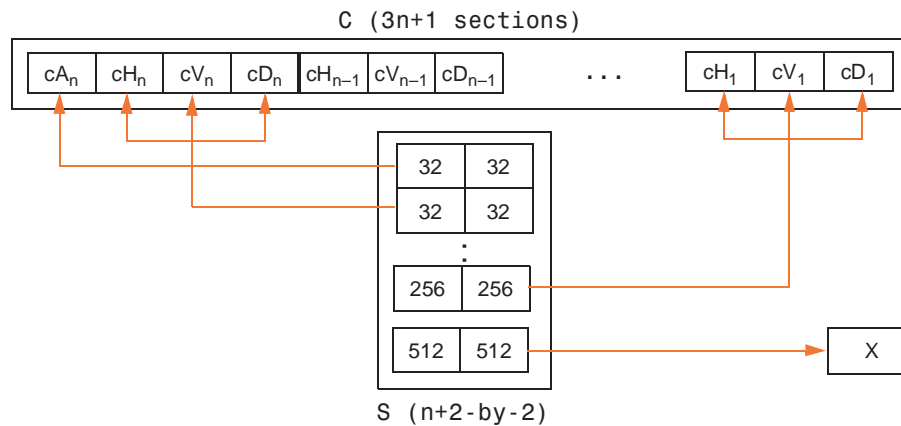 C (3n+1 sections)
cAₙ cHₙ cVₙ cDₙ cHₙ₋₁ cVₙ₋₁ cDₙ₋₁ ... cH₁ cV₁ cD₁
32 32
32 32
:
256 256
512 512 X
S (n+2-by-2)